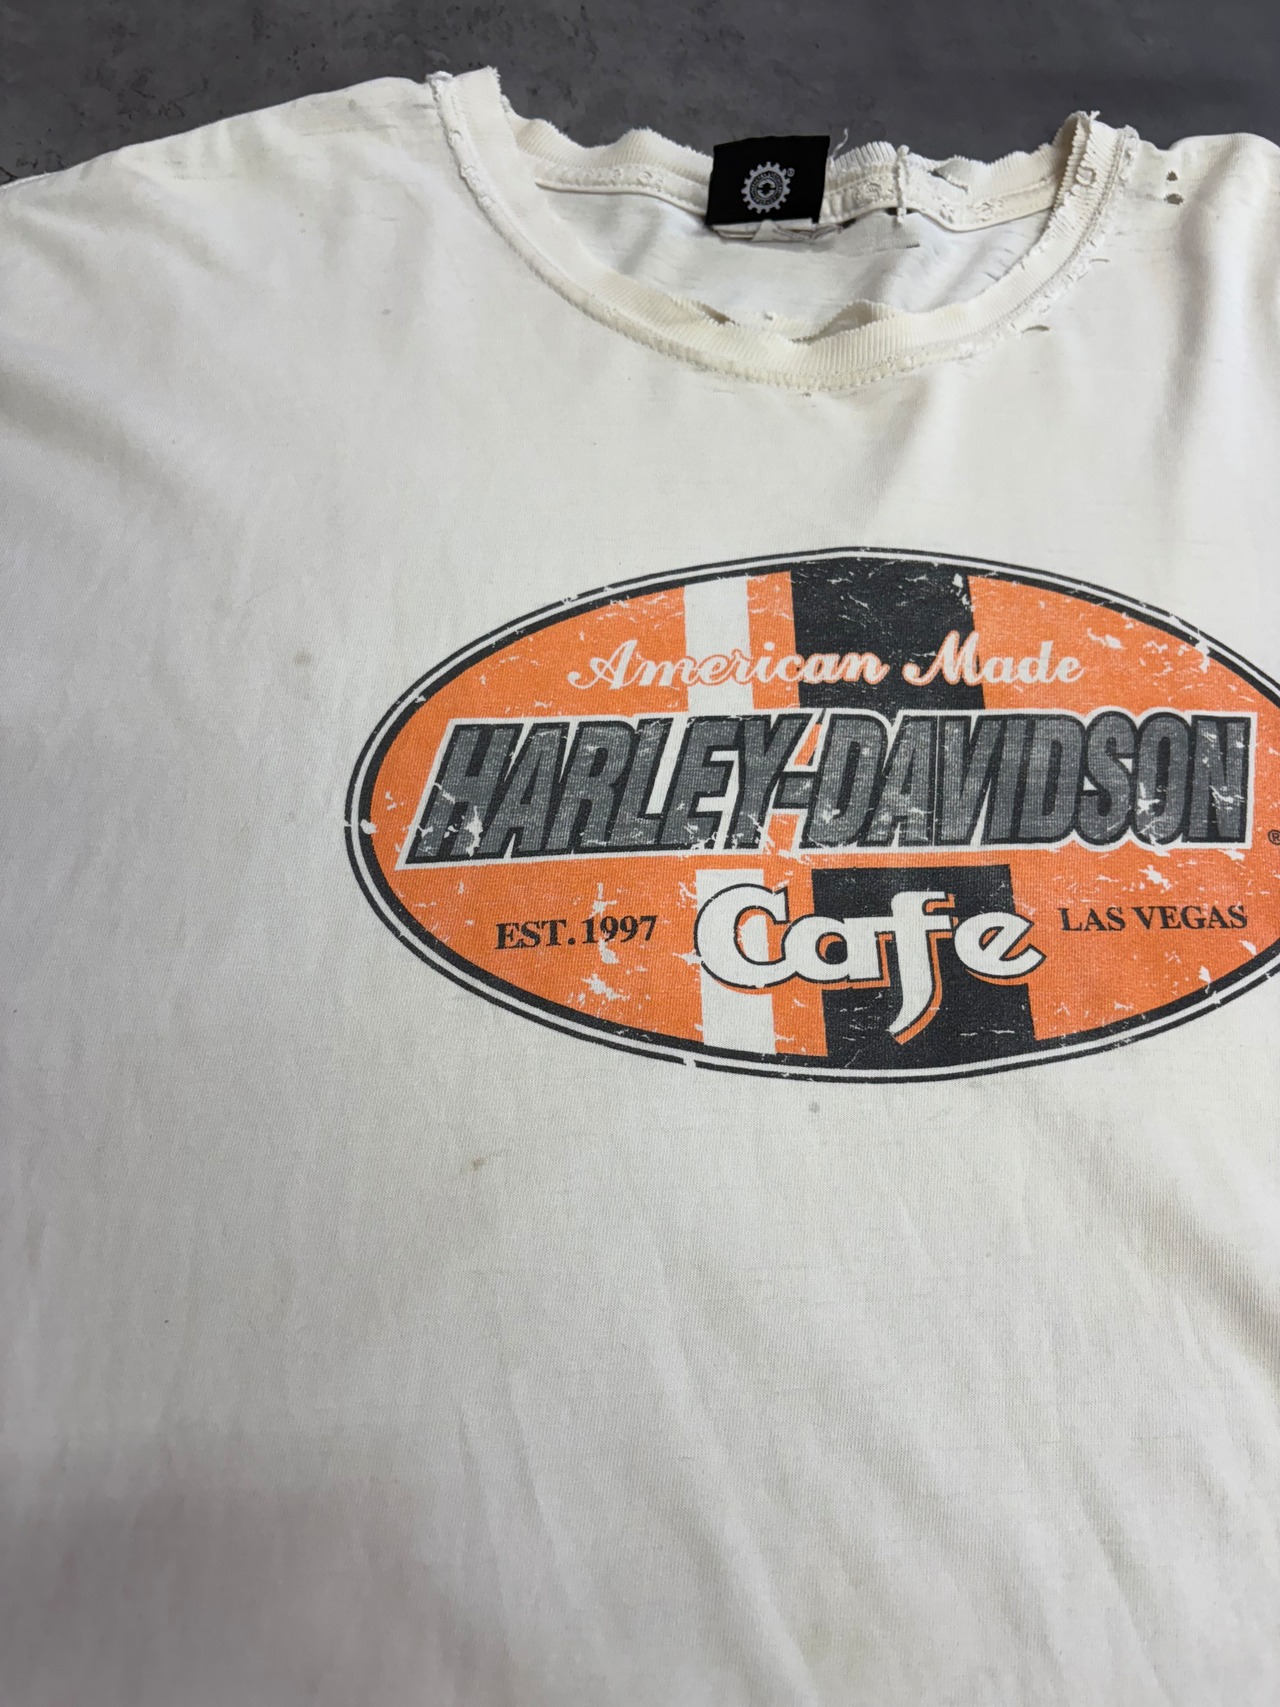 American Made
HARLEY-DAVIDSON®
Cafe
EST. 1997
LAS VEGAS